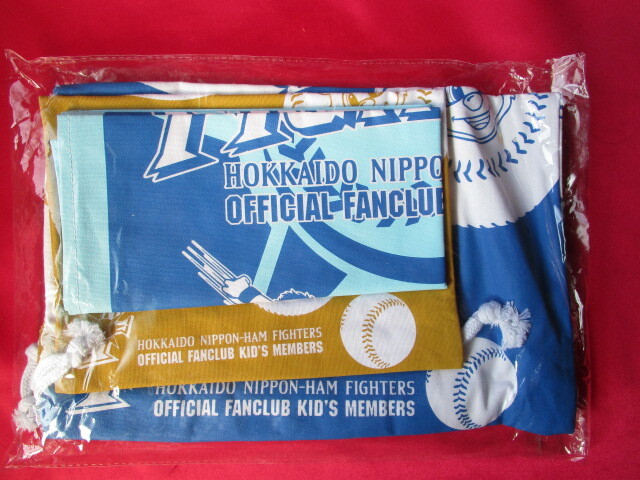 HOKKAIDO NIPPO
OFFICIAL FANCLUB
HOKKAIDO NIPPON-HAM FIGHTERS
OFFICIAL FANCLUB KID'S MEMBERS
HOKKAIDO NIPPON-HAM FIGHTERS
OFFICIAL FANCLUB KID'S MEMBERS